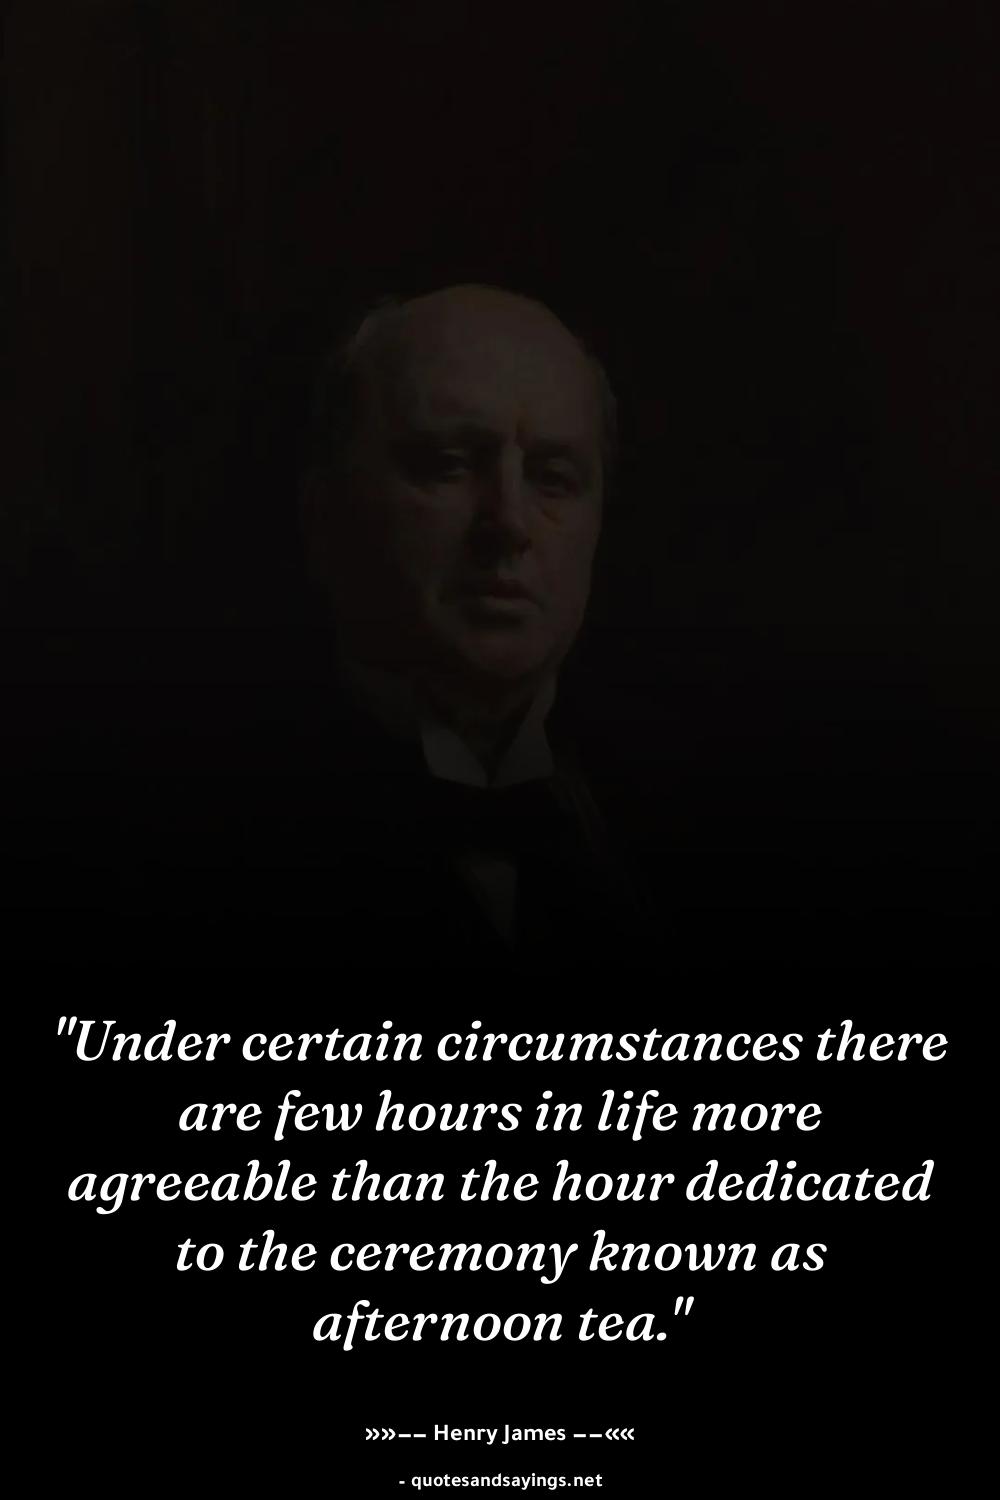 "Under certain circumstances there
are few hours in life more
agreeable than the hour dedicated
to the ceremony known as
afternoon tea."
»»−− Henry James −−««
- quotesandsayings.net